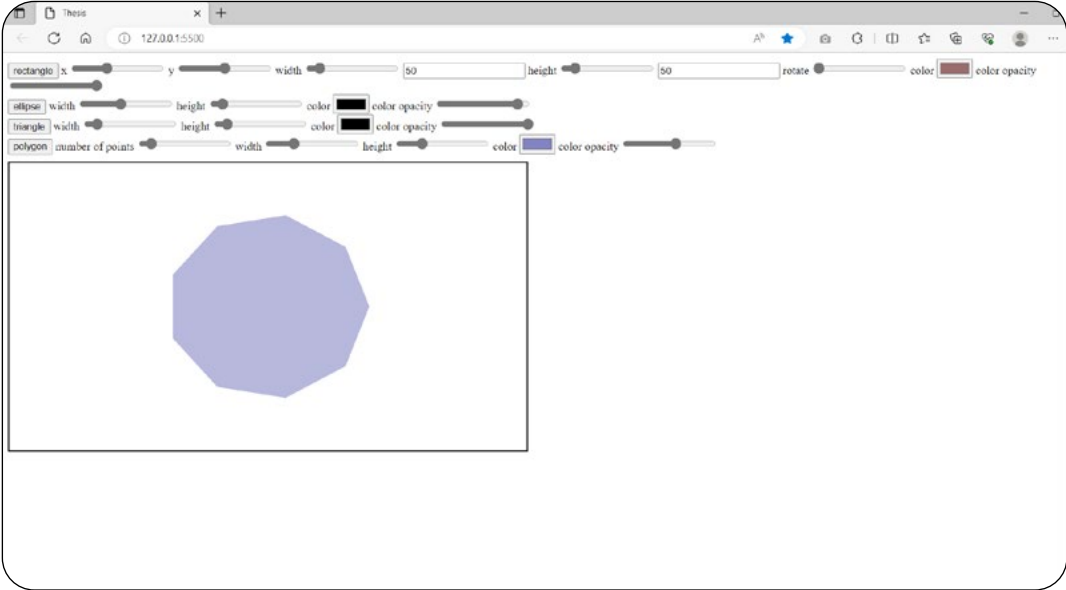 Thesis
127.0.0.1:5500
rectangle x y width 50 height 50 rotate color color opacity
ellipse width height color color opacity
triangle width height color color opacity
polygon number of points width height color color opacity